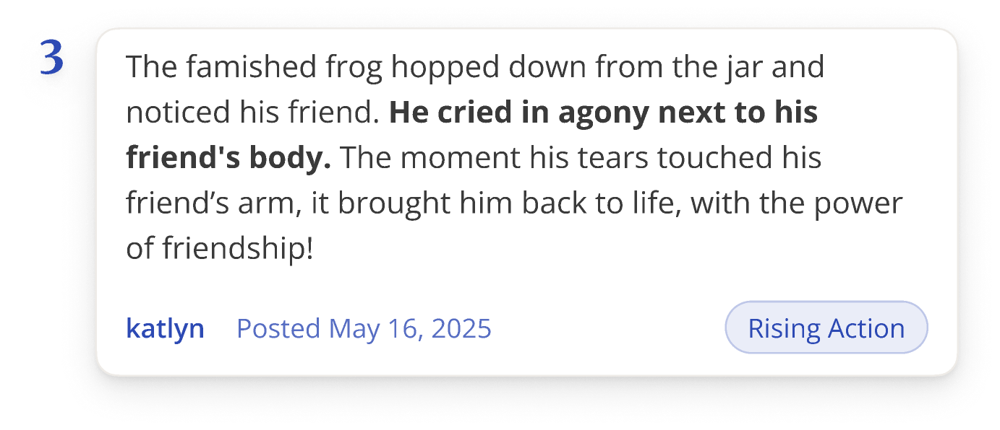 3
The famished frog hopped down from the jar and
noticed his friend. He cried in agony next to his
friend's body. The moment his tears touched his
friend’s arm, it brought him back to life, with the power
of friendship!
katlyn Posted May 16, 2025 Rising Action